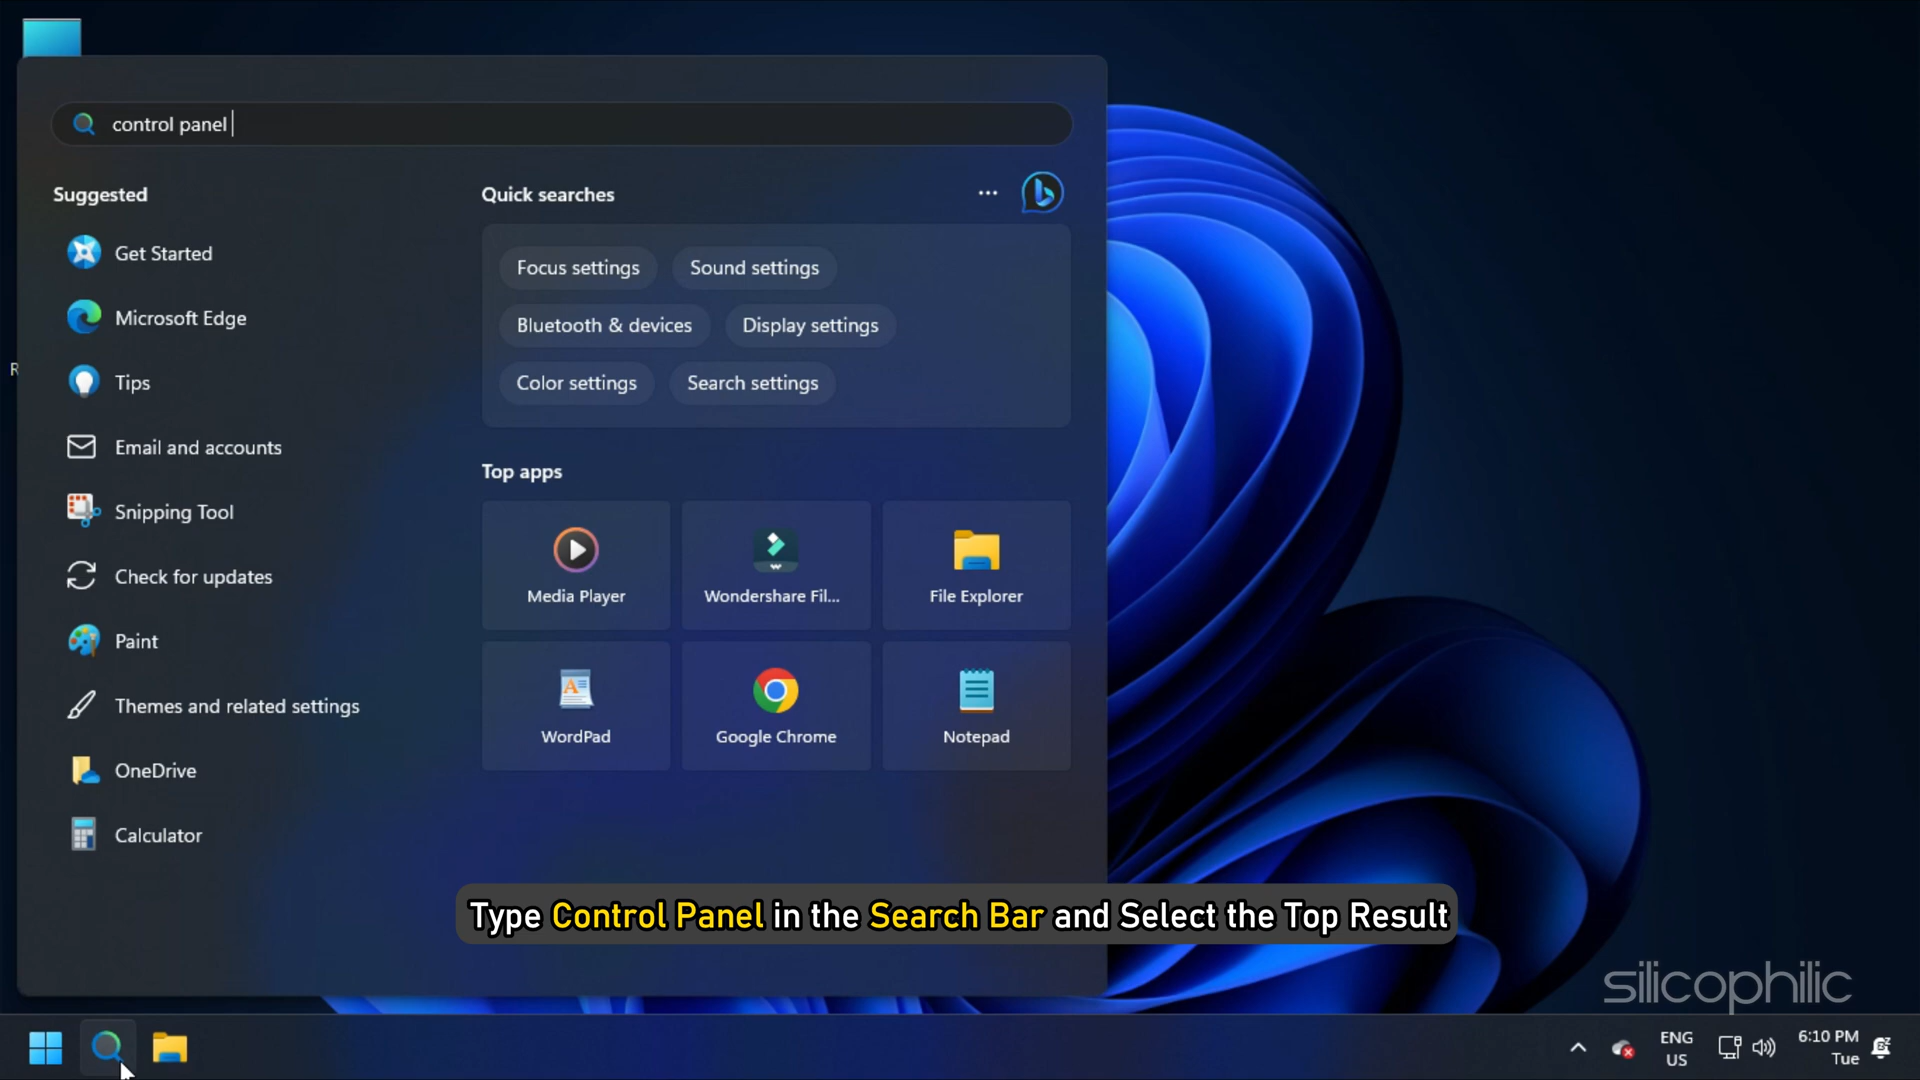 control panel
Suggested
Quick searches
Get Started
Microsoft Edge
Tips
Email and accounts
Snipping Tool
Check for updates
Paint
Themes and related settings
OneDrive
Calculator
Focus settings
Sound settings
Bluetooth & devices
Display settings
Color settings
Search settings
Top apps
Media Player
Wondershare Fil...
File Explorer
WordPad
Google Chrome
Notepad
R
Type Control Panel in the Search Bar and Select the Top Result
silicophilic
ENG
US
6:10 PM
Tue